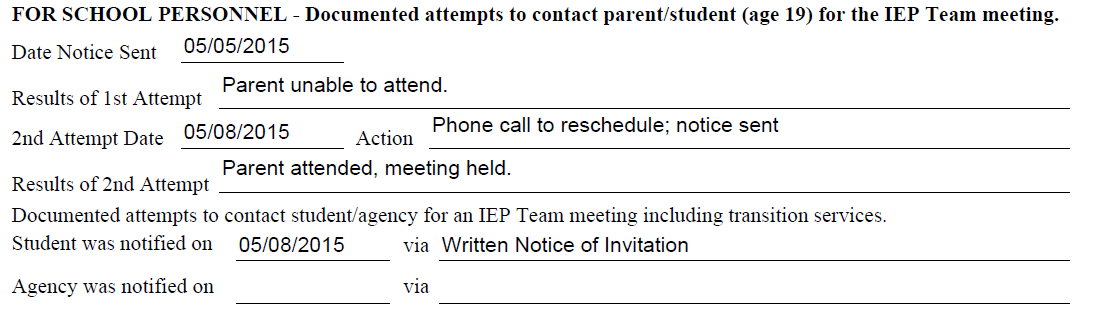 FOR SCHOOL PERSONNEL - Documented attempts to contact parent/student (age 19) for the IEP Team meeting.
Date Notice Sent 05/05/2015
Results of 1st Attempt Parent unable to attend.
2nd Attempt Date 05/08/2015 Action Phone call to reschedule; notice sent
Results of 2nd Attempt Parent attended, meeting held.
Documented attempts to contact student/agency for an IEP Team meeting including transition services.
Student was notified on 05/08/2015 via Written Notice of Invitation
Agency was notified on via